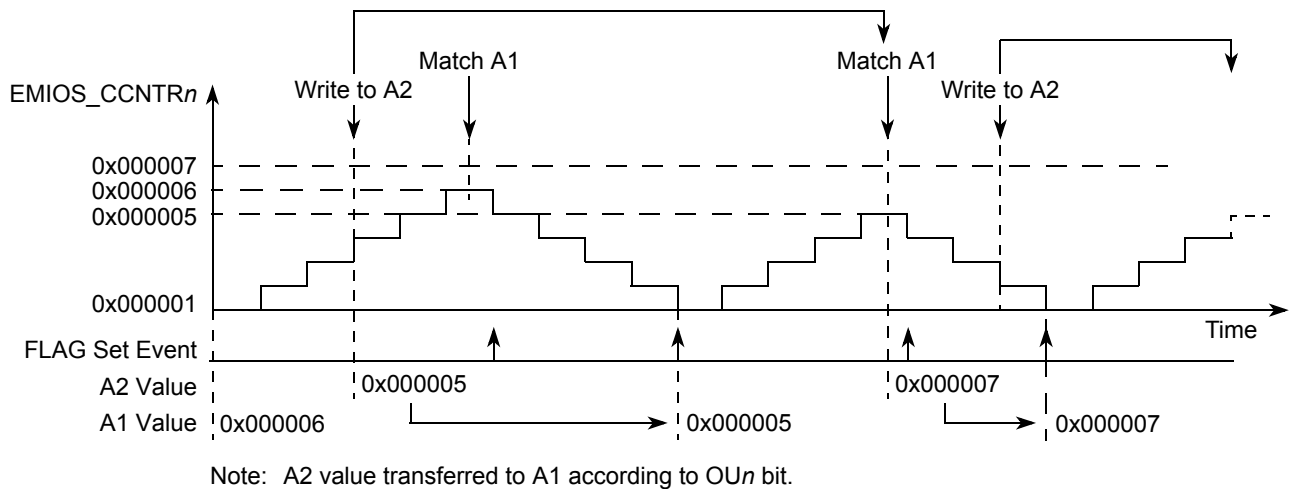 Match A1
Match A1
Write to A2
Write to A2
EMIOS_CCNTRn
0x000007
0x000006
0x000005
0x000001
Time
FLAG Set Event
A2 Value
0x000005
0x000007
A1 Value
0x000006
0x000005
0x000007
Note: A2 value transferred to A1 according to OUn bit.